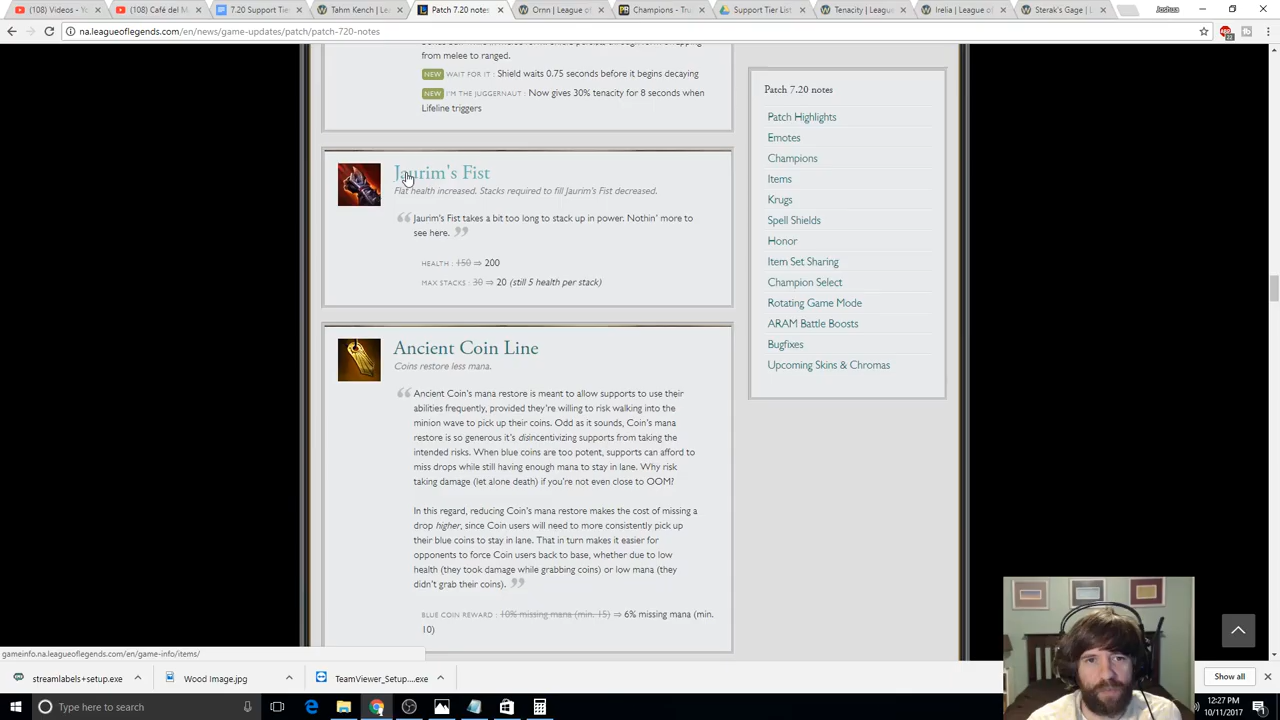 (108) Videos - Yo
(108) Café del M
7.20 Support Tie
Tahm Kench | Lea
Patch 7.20 notes
Ornn | League of
Champions - Tru
Support Tier List
Tenacity | League
Irelia | League of
Sterak's Gage | L
Joshua
na.leagueoflegends.com/en/news/game-updates/patch/patch-720-notes
from melee to ranged.
NEW WAIT FOR IT : Shield waits 0.75 seconds before it begins decaying
NEW I'M THE JUGGERNAUT : Now gives 30% tenacity for 8 seconds when
Lifeline triggers
Jaurim's Fist
Flat health increased. Stacks required to fill Jaurim's Fist decreased.
Jaurim's Fist takes a bit too long to stack up in power. Nothin' more to
see here.
HEALTH : 150 ⇒ 200
MAX STACKS : 30 ⇒ 20 (still 5 health per stack)
Ancient Coin Line
Coins restore less mana.
Ancient Coin's mana restore is meant to allow supports to use their
abilities frequently, provided they're willing to risk walking into the
minion wave to pick up their coins. Odd as it sounds, Coin's mana
restore is so generous it's disincentivizing supports from taking the
intended risks. When blue coins are too potent, supports can afford to
miss drops while still having enough mana to stay in lane. Why risk
taking damage (let alone death) if you're not even close to OOM?
In this regard, reducing Coin's mana restore makes the cost of missing a
drop higher, since Coin users will need to more consistently pick up
their blue coins to stay in lane. That in turn makes it easier for
opponents to force Coin users back to base, whether due to low
health (they took damage while grabbing coins) or low mana (they
didn't grab their coins).
BLUE COIN REWARD : 10% missing mana (min. 15) ⇒ 6% missing mana (min.
10)
Patch 7.20 notes
Patch Highlights
Emotes
Champions
Items
Krugs
Spell Shields
Honor
Item Set Sharing
Champion Select
Rotating Game Mode
ARAM Battle Boosts
Bugfixes
Upcoming Skins & Chromas
gameinfo.na.leagueoflegends.com/en/game-info/items/
streamlabels+setup.exe
Wood Image.jpg
TeamViewer_Setup....exe
Show all
Type here to search
12:27 PM
10/11/2017